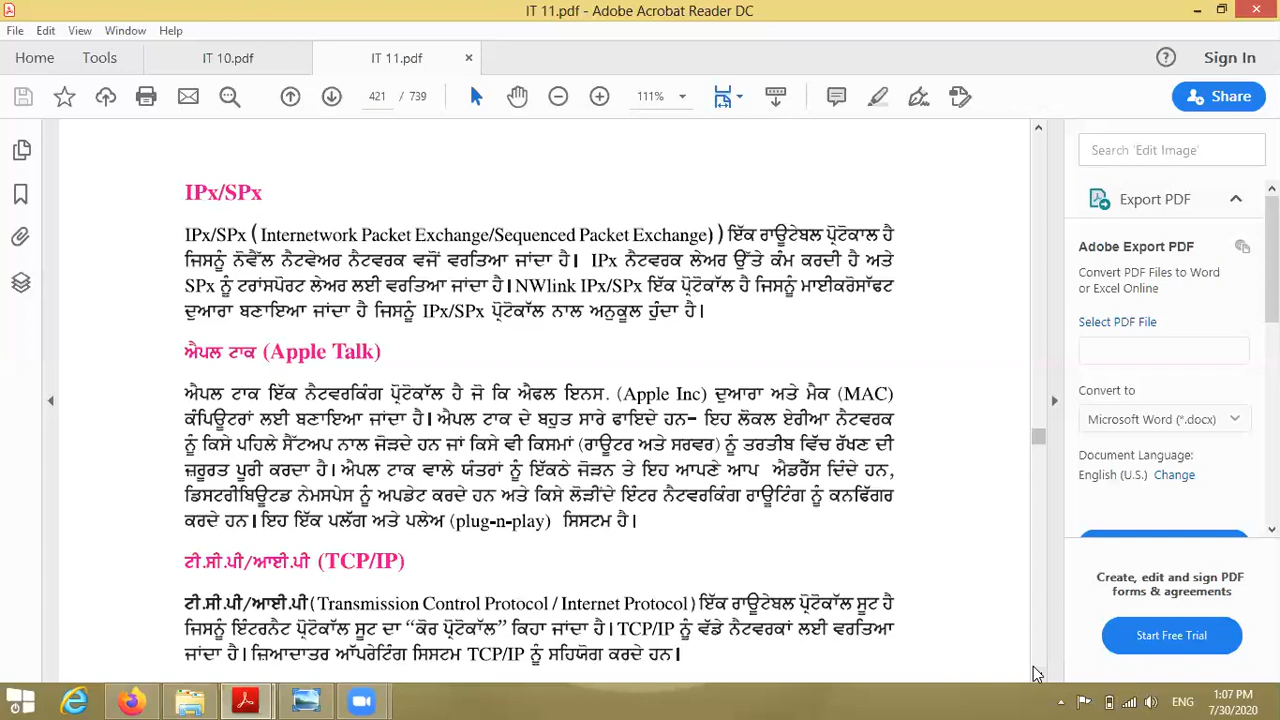 IT 11.pdf - Adobe Acrobat Reader DC
File Edit View Window Help
Home Tools IT 10.pdf IT 11.pdf × Sign In
421 / 739 111% Share
IPx/SPx
IPx/SPx ( Internetwork Packet Exchange/Sequenced Packet Exchange) ) ਇੱਕ ਰਾਊਟੇਬਲ ਪ੍ਰੋਟੋਕਾਲ ਹੈ
ਜਿਸਨੂੰ ਨੋਵੈੱਲ ਨੈਟਵੇਅਰ ਨੈਟਵਰਕ ਵਜੋਂ ਵਰਤਿਆ ਜਾਂਦਾ ਹੈ। IPx ਨੈਟਵਰਕ ਲੇਅਰ ਉੱਤੇ ਕੰਮ ਕਰਦੀ ਹੈ ਅਤੇ
SPx ਨੂੰ ਟਰਾਂਸਪੋਰਟ ਲੇਅਰ ਲਈ ਵਰਤਿਆ ਜਾਂਦਾ ਹੈ। NWlink IPx/SPx ਇੱਕ ਪ੍ਰੋਟੋਕਾੱਲ ਹੈ ਜਿਸਨੂੰ ਮਾਈਕਰੋਸਾੱਫਟ
ਦੁਆਰਾ ਬਣਾਇਆ ਜਾਂਦਾ ਹੈ ਜਿਸਨੂੰ IPx/SPx ਪ੍ਰੋਟੋਕਾੱਲ ਨਾਲ ਅਨੁਕੂਲ ਹੁੰਦਾ ਹੈ।
ਐਪਲ ਟਾਕ (Apple Talk)
ਐਪਲ ਟਾਕ ਇੱਕ ਨੈਟਵਰਕਿੰਗ ਪ੍ਰੋਟੋਕਾੱਲ ਹੈ ਜੋ ਕਿ ਐਫਲ ਇਨਸ. (Apple Inc) ਦੁਆਰਾ ਅਤੇ ਮੈਕ (MAC)
ਕੰਪਿਊਟਰਾਂ ਲਈ ਬਣਾਇਆ ਜਾਂਦਾ ਹੈ। ਐਪਲ ਟਾਕ ਦੇ ਬਹੁਤ ਸਾਰੇ ਫਾਇਦੇ ਹਨ– ਇਹ ਲੋਕਲ ਏਰੀਆ ਨੈਟਵਰਕ
ਨੂੰ ਕਿਸੇ ਪਹਿਲੇ ਸੈੱਟਅਪ ਨਾਲ ਜੋੜਦੇ ਹਨ ਜਾਂ ਕਿਸੇ ਵੀ ਕਿਸਮਾਂ (ਰਾਊਟਰ ਅਤੇ ਸਰਵਰ) ਨੂੰ ਤਰਤੀਬ ਵਿੱਚ ਰੱਖਣ ਦੀ
ਜ਼ਰੂਰਤ ਪੂਰੀ ਕਰਦਾ ਹੈ। ਐਪਲ ਟਾਕ ਵਾਲੇ ਯੰਤਰਾਂ ਨੂੰ ਇੱਕਠੇ ਜੋੜਨ ਤੇ ਇਹ ਆਪਣੇ ਆਪ ਐਡਰੈੱਸ ਦਿੰਦੇ ਹਨ,
ਡਿਸਟਰੀਬਿਊਟਡ ਨੇਮਸਪੇਸ ਨੂੰ ਅਪਡੇਟ ਕਰਦੇ ਹਨ ਅਤੇ ਕਿਸੇ ਲੋੜੀਂਦੇ ਇੰਟਰ ਨੈਟਵਰਕਿੰਗ ਰਾਊਟਿੰਗ ਨੂੰ ਕਨਫਿੱਗਰ
ਕਰਦੇ ਹਨ। ਇਹ ਇੱਕ ਪਲੱਗ ਅਤੇ ਪਲੇਅ (plug-n-play) ਸਿਸਟਮ ਹੈ।
ਟੀ.ਸੀ.ਪੀ/ਆਈ.ਪੀ (TCP/IP)
ਟੀ.ਸੀ.ਪੀ/ਆਈ.ਪੀ (Transmission Control Protocol / Internet Protocol) ਇੱਕ ਰਾਊਟੇਬਲ ਪ੍ਰੋਟੋਕਾੱਲ ਸੂਟ ਹੈ
ਜਿਸਨੂੰ ਇੰਟਰਨੈਟ ਪ੍ਰੋਟੋਕਾੱਲ ਸੂਟ ਦਾ “ਕੋਰ ਪ੍ਰੋਟੋਕਾੱਲ” ਕਿਹਾ ਜਾਂਦਾ ਹੈ। TCP/IP ਨੂੰ ਵੱਡੇ ਨੈਟਵਰਕਾਂ ਲਈ ਵਰਤਿਆ
ਜਾਂਦਾ ਹੈ। ਜ਼ਿਆਦਾਤਰ ਆੱਪਰੇਟਿੰਗ ਸਿਸਟਮ TCP/IP ਨੂੰ ਸਹਿਯੋਗ ਕਰਦੇ ਹਨ।
Search 'Edit Image'
Export PDF
Adobe Export PDF
Convert PDF Files to Word
or Excel Online
Select PDF File
Convert to
Microsoft Word (*.docx)
Document Language:
English (U.S.) Change
Create, edit and sign PDF
forms & agreements
Start Free Trial
ENG
1:07 PM
7/30/2020